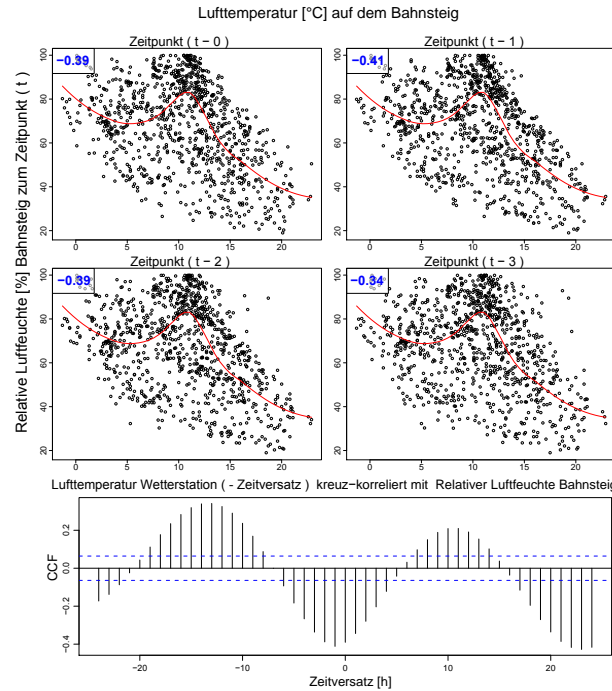 Lufttemperatur [°C] auf dem Bahnsteig
Relative Luftfeuchte [%] Bahnsteig zum Zeitpunkt ( t )
Zeitpunkt ( t − 0 )
−0.39
100
80
60
40
20
0 5 10 15 20
Zeitpunkt ( t − 1 )
−0.41
100
80
60
40
20
0 5 10 15 20
Zeitpunkt ( t − 2 )
−0.39
100
80
60
40
20
0 5 10 15 20
Zeitpunkt ( t − 3 )
−0.34
100
80
60
40
20
0 5 10 15 20
Lufttemperatur Wetterstation ( - Zeitversatz ) kreuz−korreliert mit Relativer Luftfeuchte Bahnsteig
CCF
0.2
0.0
−0.2
−0.4
−20 −10 0 10 20
Zeitversatz [h]